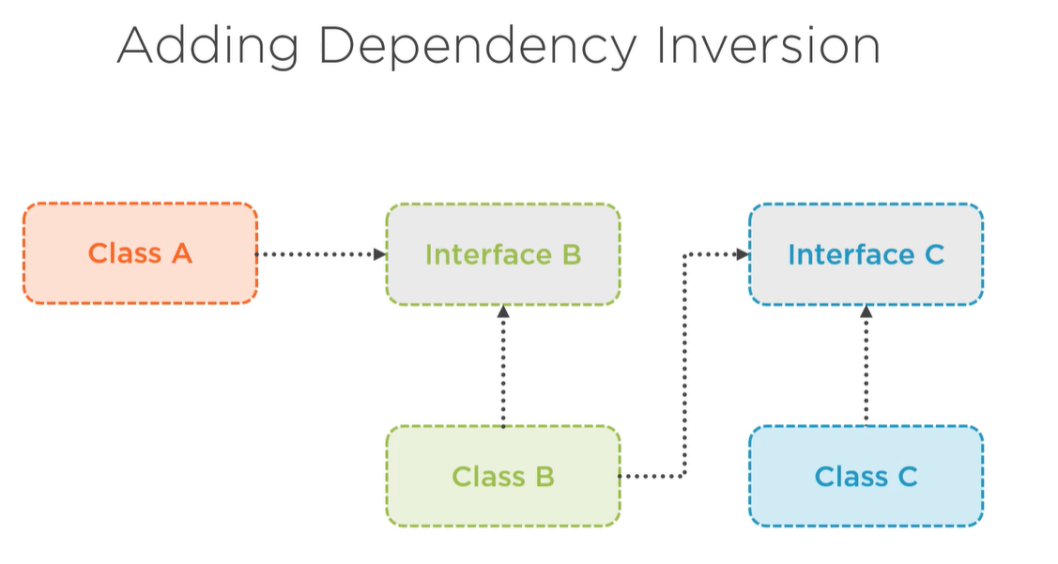 Adding Dependency Inversion
Class A
Interface B
Interface C
Class B
Class C